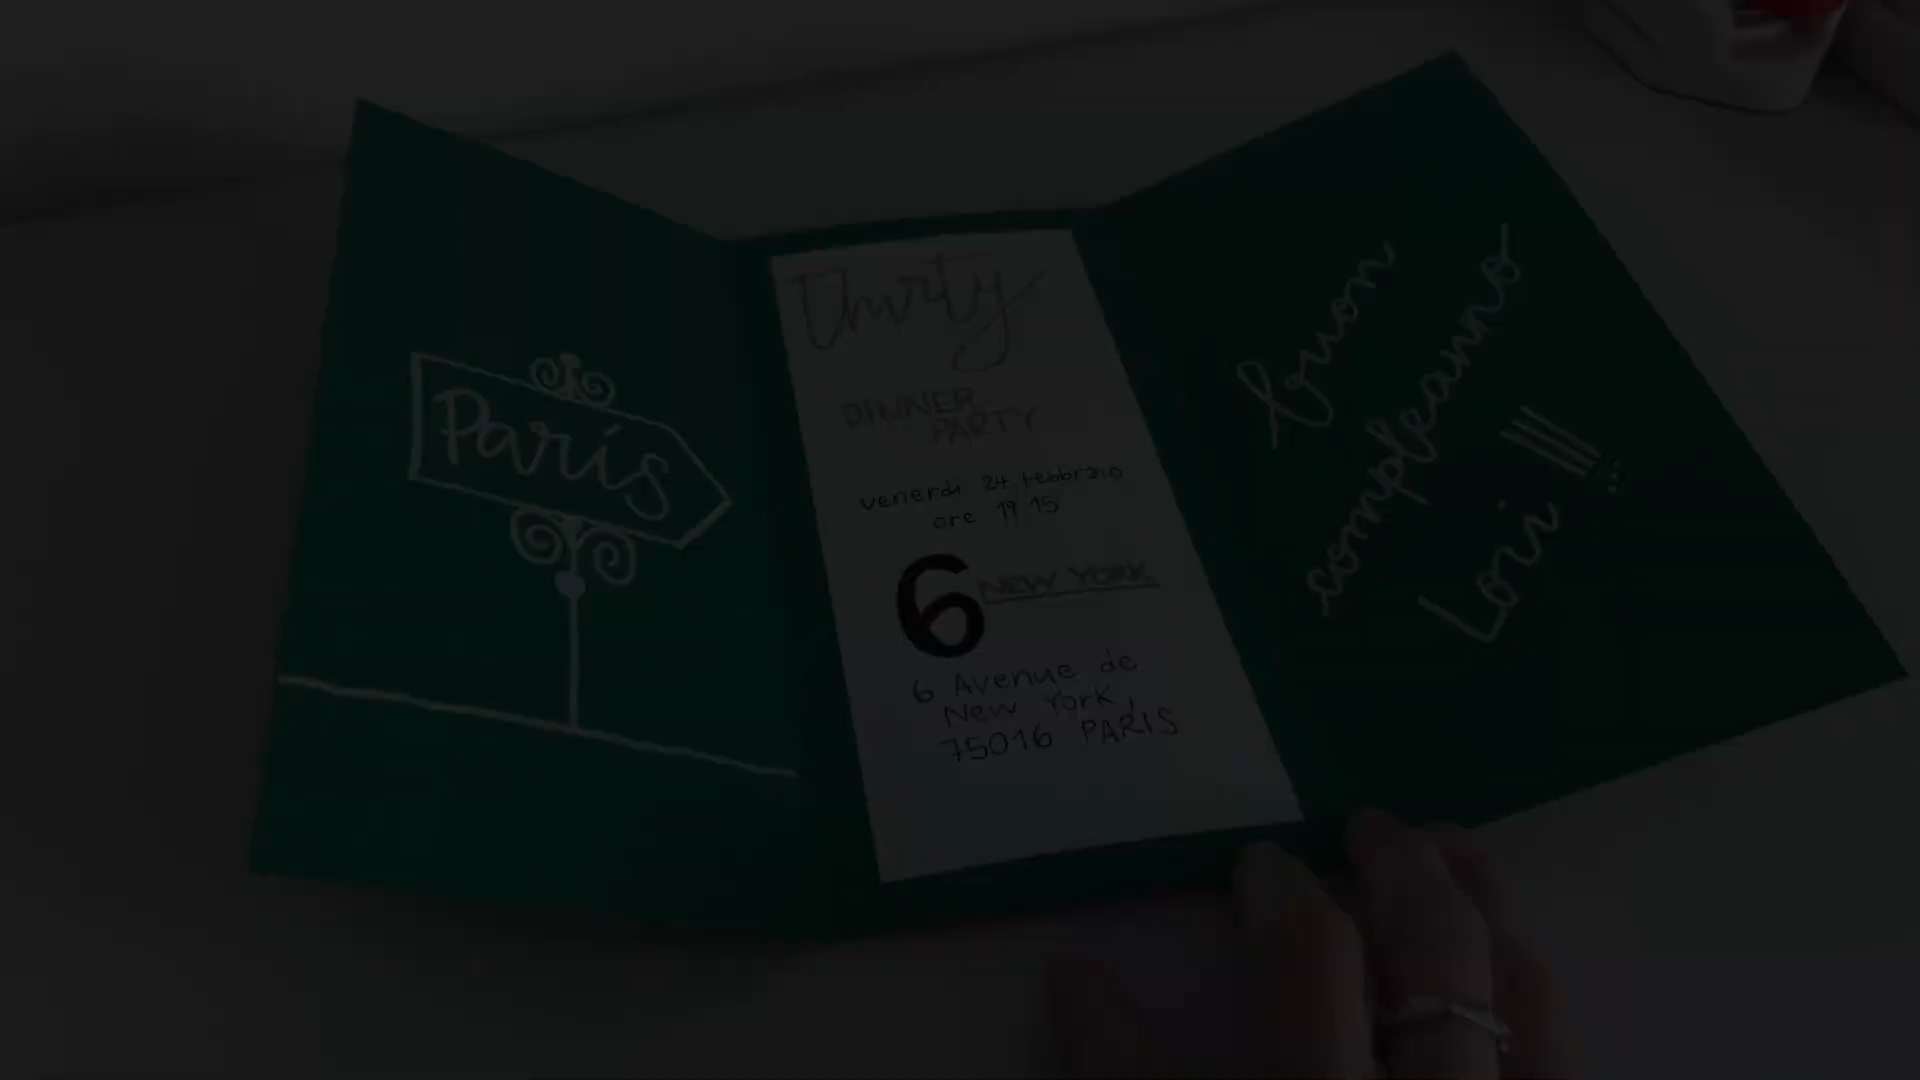 Paris
thirty
DINNER
PARTY
venerdì 24 febbraio
ore 19.15
6 NEW YORK
6 Avenue de
New York,
75016 PARIS
buon
compleanno
Lori !!!